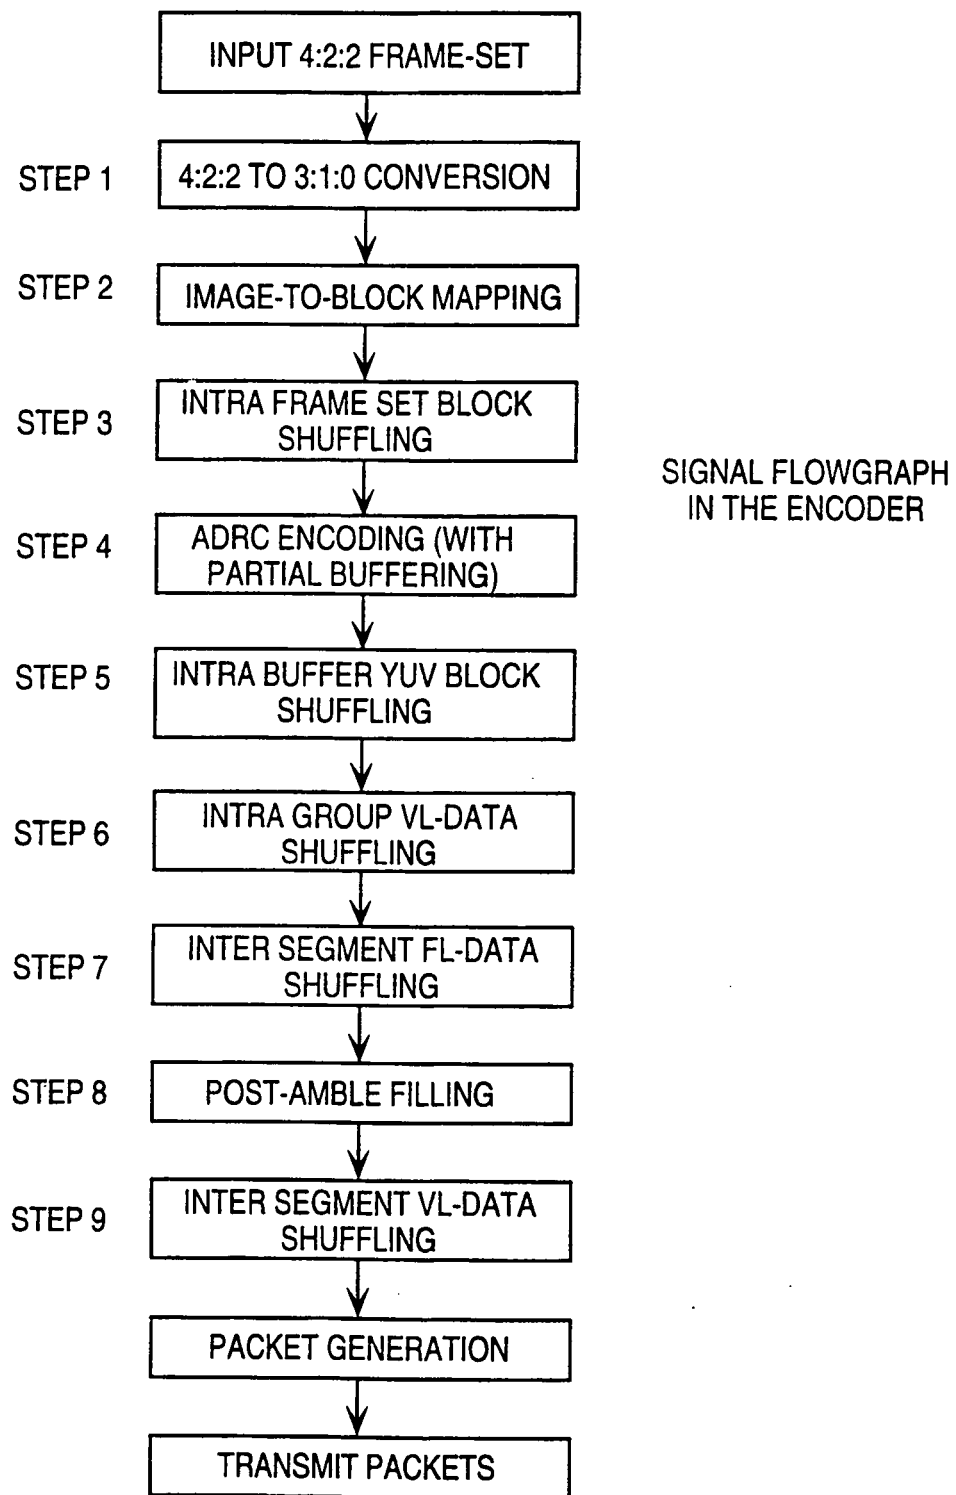 INPUT 4:2:2 FRAME-SET
STEP 1
4:2:2 TO 3:1:0 CONVERSION
STEP 2
IMAGE-TO-BLOCK MAPPING
STEP 3
INTRA FRAME SET BLOCK
SHUFFLING
SIGNAL FLOWGRAPH
IN THE ENCODER
STEP 4
ADRC ENCODING (WITH
PARTIAL BUFFERING)
STEP 5
INTRA BUFFER YUV BLOCK
SHUFFLING
STEP 6
INTRA GROUP VL-DATA
SHUFFLING
STEP 7
INTER SEGMENT FL-DATA
SHUFFLING
STEP 8
POST-AMBLE FILLING
STEP 9
INTER SEGMENT VL-DATA
SHUFFLING
PACKET GENERATION
TRANSMIT PACKETS